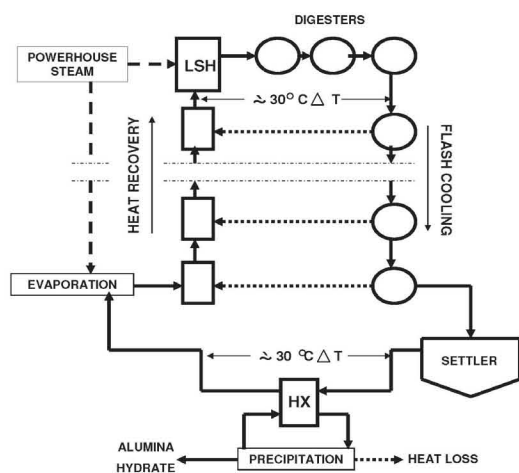 DIGESTERS
POWERHOUSE
STEAM
LSH
≈ 30° C △ T
HEAT RECOVERY
FLASH COOLING
EVAPORATION
≈ 30 °C △ T
SETTLER
HX
ALUMINA
HYDRATE
PRECIPITATION
HEAT LOSS